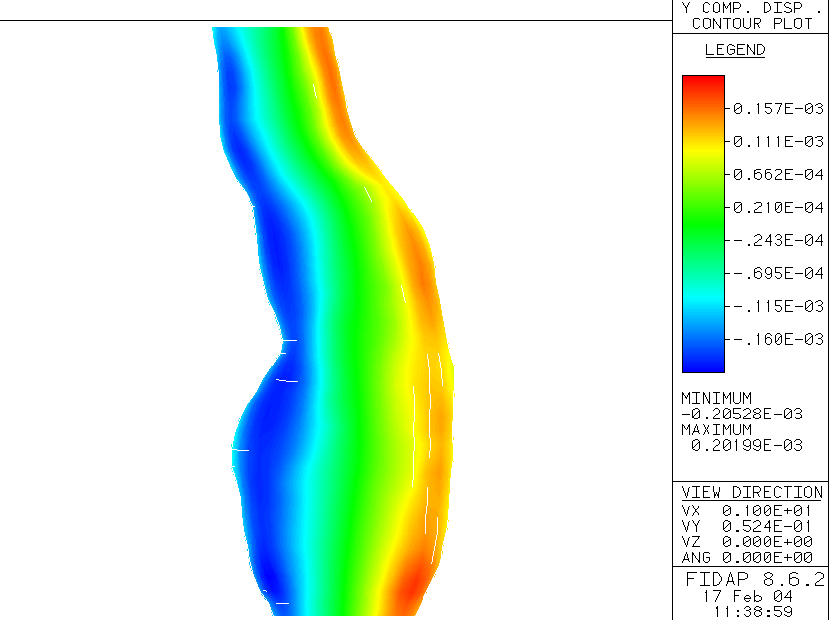 Y COMP. DISP .
CONTOUR PLOT
LEGEND
0.157E-03
0.111E-03
0.662E-04
0.210E-04
-.243E-04
-.695E-04
-.115E-03
-.160E-03
MINIMUM
-0.20528E-03
MAXIMUM
0.20199E-03
VIEW DIRECTION
VX 0.100E+01
VY 0.524E-01
VZ 0.000E+00
ANG 0.000E+00
FIDAP 8.6.2
17 Feb 04
11:38:59